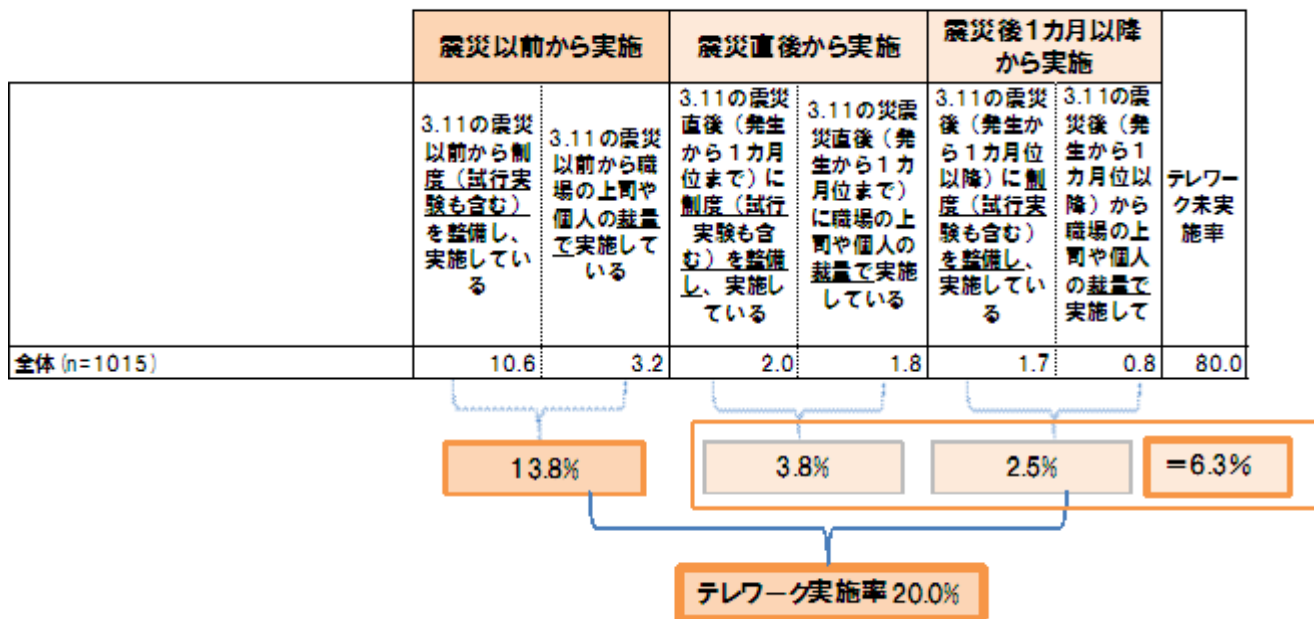 震災以前から実施
震災直後から実施
震災後1カ月以降
から実施
3.11の震災
以前から制
度（試行実
験も含む）
を整備し、
実施してい
る
3.11の震災
以前から職
場の上司や
個人の裁量
で実施して
いる
3.11の震災
直後（発生
から1カ月
位まで）に
制度（試行
実験も含
む）を整備
し、実施し
ている
3.11の災震
災直後（発
生から1カ
月位まで）
に職場の上
司や個人の
裁量で実施
している
3.11の震災
後（発生か
ら1カ月位
以降）に制
度（試行実
験も含む）
を整備し、
実施してい
る
3.11の震
災後（発
生から1
カ月位以
降）から
職場の上
司や個人
の裁量で
実施して
テレワー
ク未実
施率
全体(n=1015) 10.6 3.2 2.0 1.8 1.7 0.8 80.0
13.8% 3.8% 2.5% ＝6.3%
テレワーク実施率20.0%